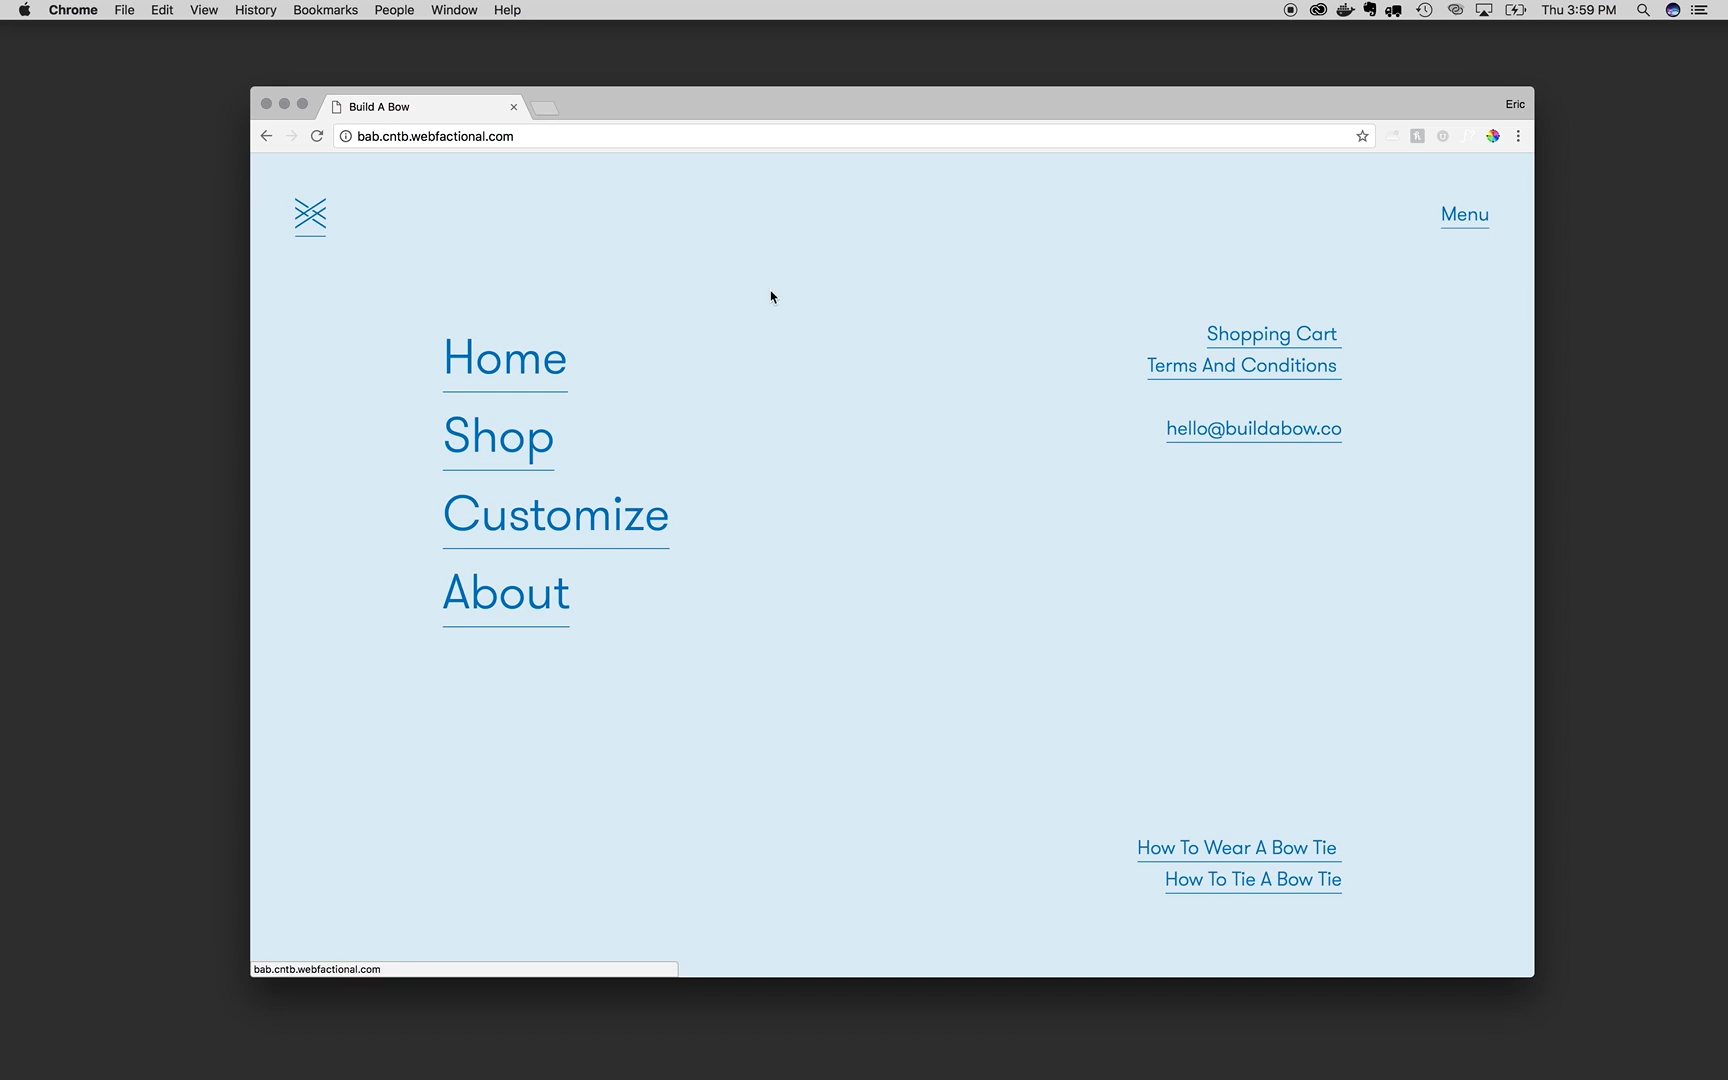 Chrome File Edit View History Bookmarks People Window Help Thu 3:59 PM
Build A Bow Eric
bab.cntb.webfactional.com
Menu
Home
Shop
Customize
About
Shopping Cart
Terms And Conditions
hello@buildabow.co
How To Wear A Bow Tie
How To Tie A Bow Tie
bab.cntb.webfactional.com